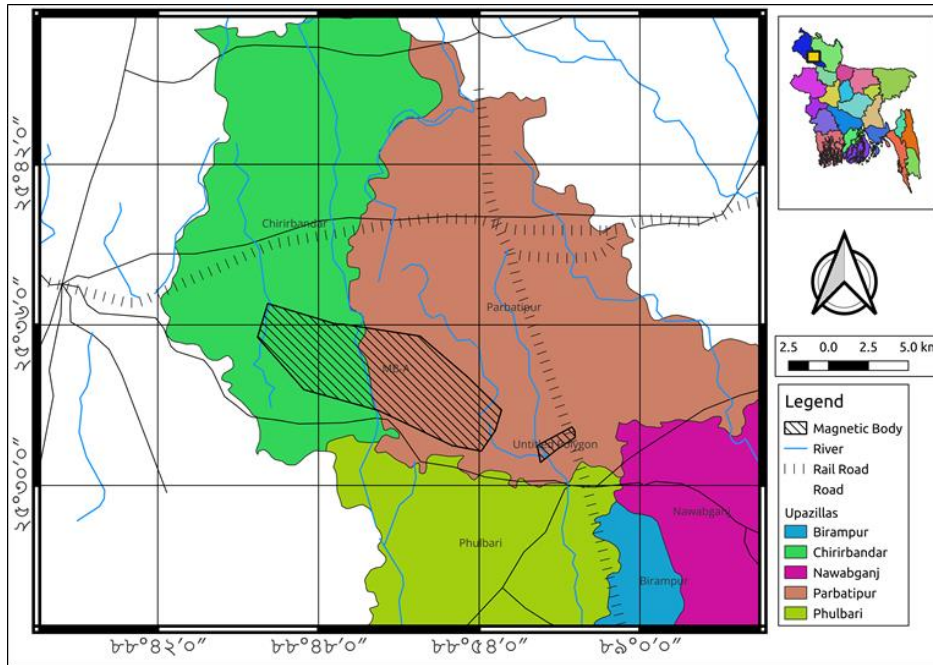 Chirirbandar
Parbatipur
MB-A
Untitled Polygon
Nawabganj
Phulbari
Birampur
2.5 0.0 2.5 5.0 km
Legend
Magnetic Body
River
Rail Road
Road
Upazillas
Birampur
Chirirbandar
Nawabganj
Parbatipur
Phulbari